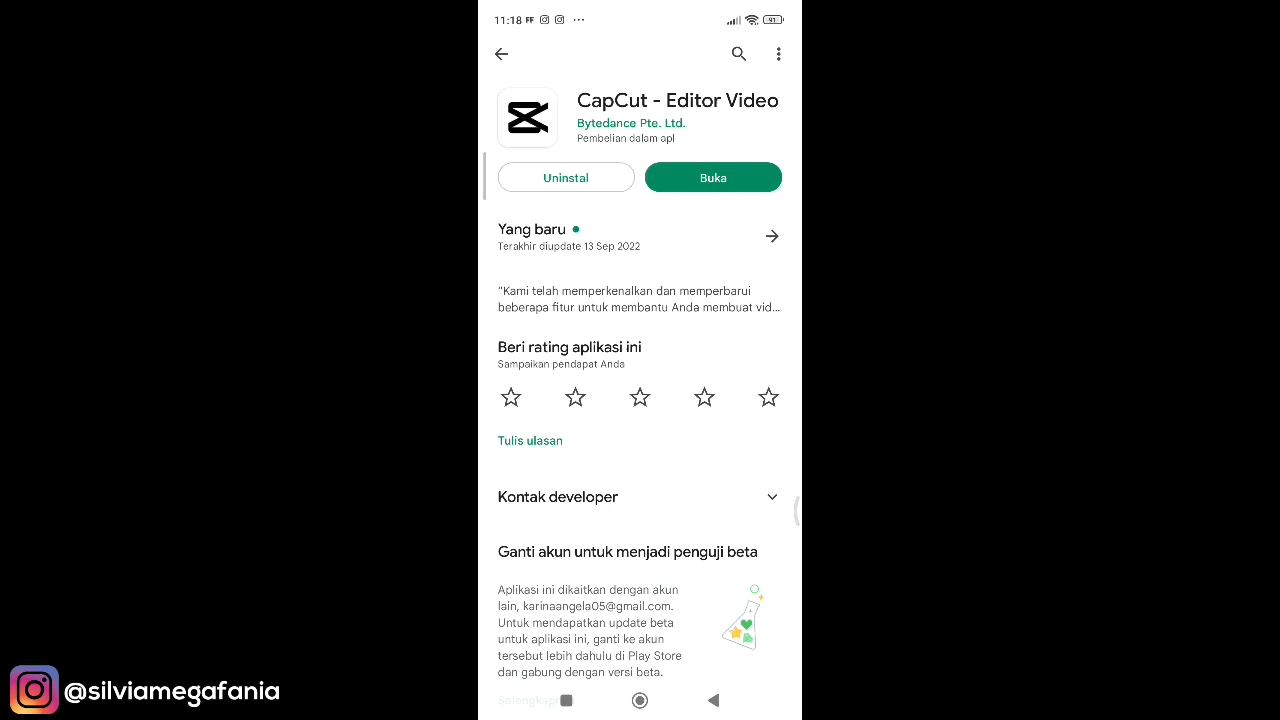 11:18 FF
CapCut - Editor Video
Bytedance Pte. Ltd.
Pembelian dalam apl
Uninstal
Buka
Yang baru
Terakhir diupdate 13 Sep 2022
“Kami telah memperkenalkan dan memperbarui
beberapa fitur untuk membantu Anda membuat vid...
Beri rating aplikasi ini
Sampaikan pendapat Anda
Tulis ulasan
Kontak developer
Ganti akun untuk menjadi penguji beta
Aplikasi ini dikaitkan dengan akun
lain, karinaangela05@gmail.com.
Untuk mendapatkan update beta
untuk aplikasi ini, ganti ke akun
tersebut lebih dahulu di Play Store
dan gabung dengan versi beta.
@silviamegafania